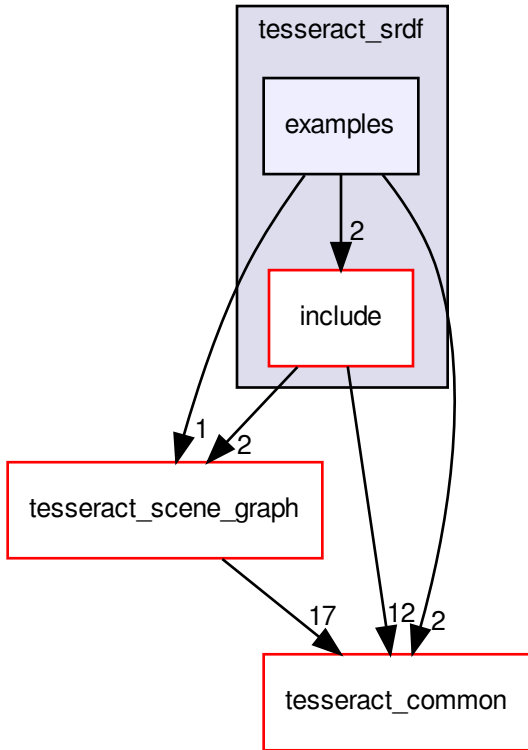 tesseract_srdf
examples
2
include
1
2
tesseract_scene_graph
17
12
2
tesseract_common